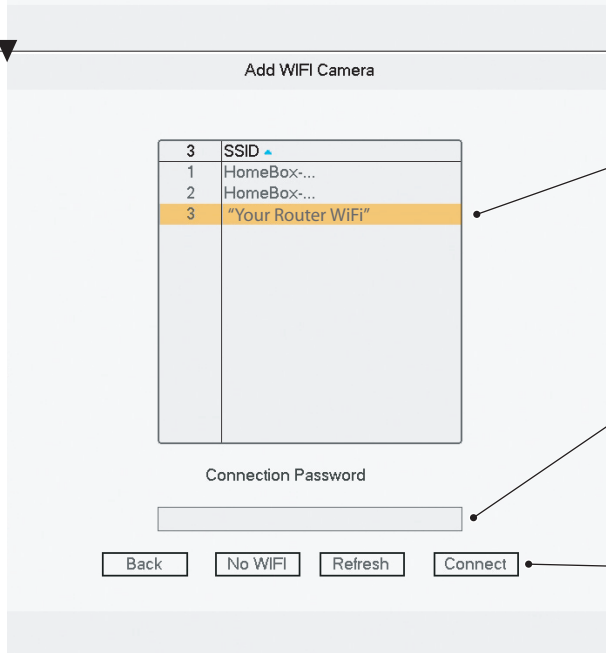 Add WIFI Camera
3 SSID
1 HomeBox-...
2 HomeBox-...
3 “Your Router WiFi”
Connection Password
Back No WIFI Refresh Connect